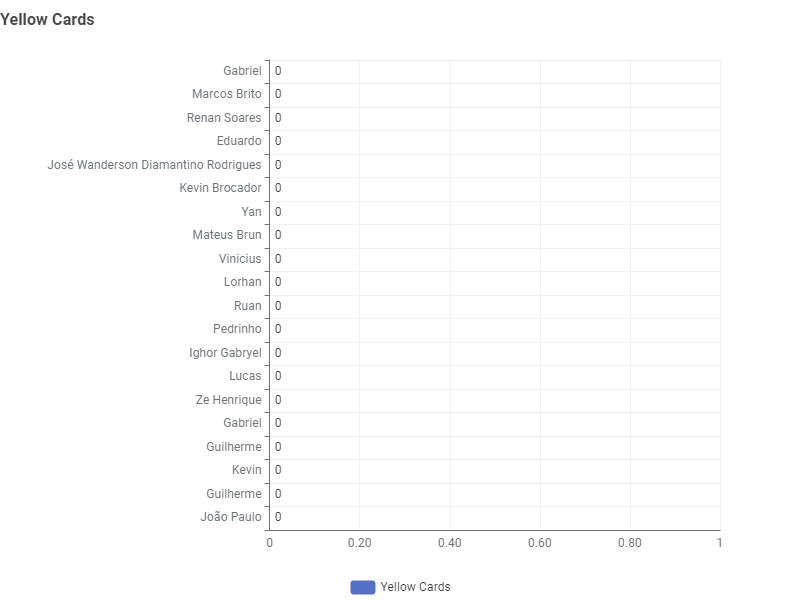 Yellow Cards
Gabriel 0
Marcos Brito 0
Renan Soares 0
Eduardo 0
José Wanderson Diamantino Rodrigues 0
Kevin Brocador 0
Yan 0
Mateus Brun 0
Vinicius 0
Lorhan 0
Ruan 0
Pedrinho 0
Ighor Gabryel 0
Lucas 0
Ze Henrique 0
Gabriel 0
Guilherme 0
Kevin 0
Guilherme 0
João Paulo 0
0 0.20 0.40 0.60 0.80 1
Yellow Cards